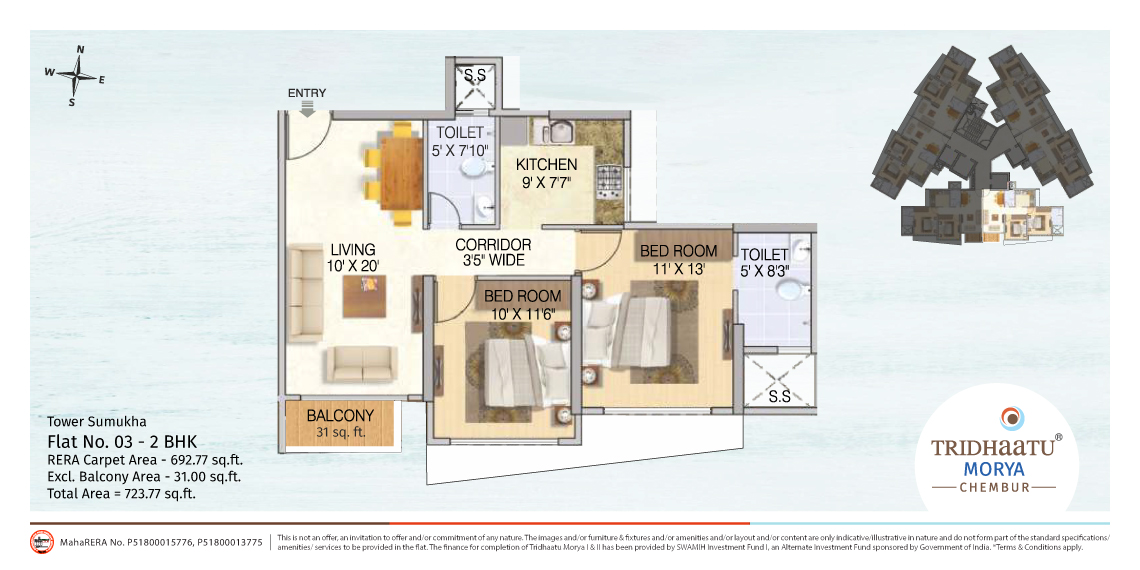 N
W E
S
ENTRY
S.S
TOILET
5' X 7'10"
KITCHEN
9' X 7'7"
LIVING
10' X 20'
CORRIDOR
3'5" WIDE
BED ROOM
11' X 13'
TOILET
5' X 8'3"
BED ROOM
10' X 11'6"
S.S
BALCONY
31 sq. ft.
Tower Sumukha
Flat No. 03 - 2 BHK
RERA Carpet Area - 692.77 sq.ft.
Excl. Balcony Area - 31.00 sq.ft.
Total Area = 723.77 sq.ft.
TRIDHaaTU®
MORYA
CHEMBUR
MahaRERA No. P51800015776, P51800013775
This is not an offer, an invitation to offer and/or commitment of any nature. The images and/or furniture & fixtures and/or amenities and/or layout and/or content are only indicative/illustrative in nature and do not form part of the standard specifications/
amenities/ services to be provided in the flat. The finance for completion of Tridhaatu Morya I & II has been provided by SWAMIH Investment Fund I, an Alternate Investment Fund sponsored by Government of India. *Terms & Conditions apply.